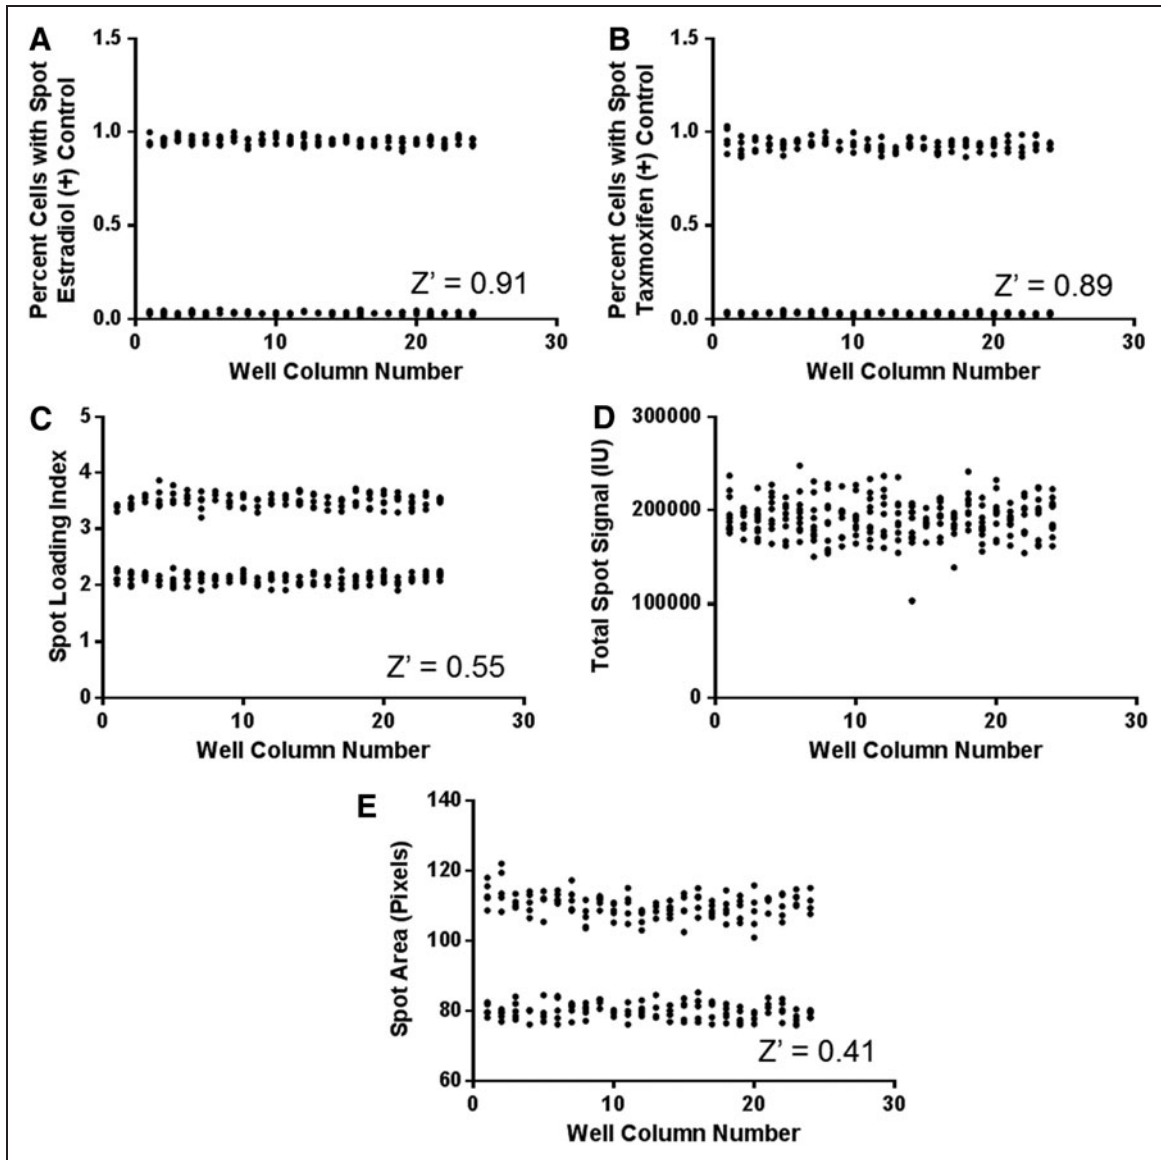 A
Percent Cells with Spot
Estradiol (+) Control
1.5
1.0
0.5
0.0
0 10 20 30
Well Column Number
Z’ = 0.91
B
Percent Cells with Spot
Taxmoxifen (+) Control
1.5
1.0
0.5
0.0
0 10 20 30
Well Column Number
Z’ = 0.89
C
Spot Loading Index
5
4
3
2
1
0
0 10 20 30
Well Column Number
Z’ = 0.55
D
Total Spot Signal (IU)
300000
200000
100000
0
0 10 20 30
Well Column Number
E
Spot Area (Pixels)
140
120
100
80
60
0 10 20 30
Well Column Number
Z’ = 0.41